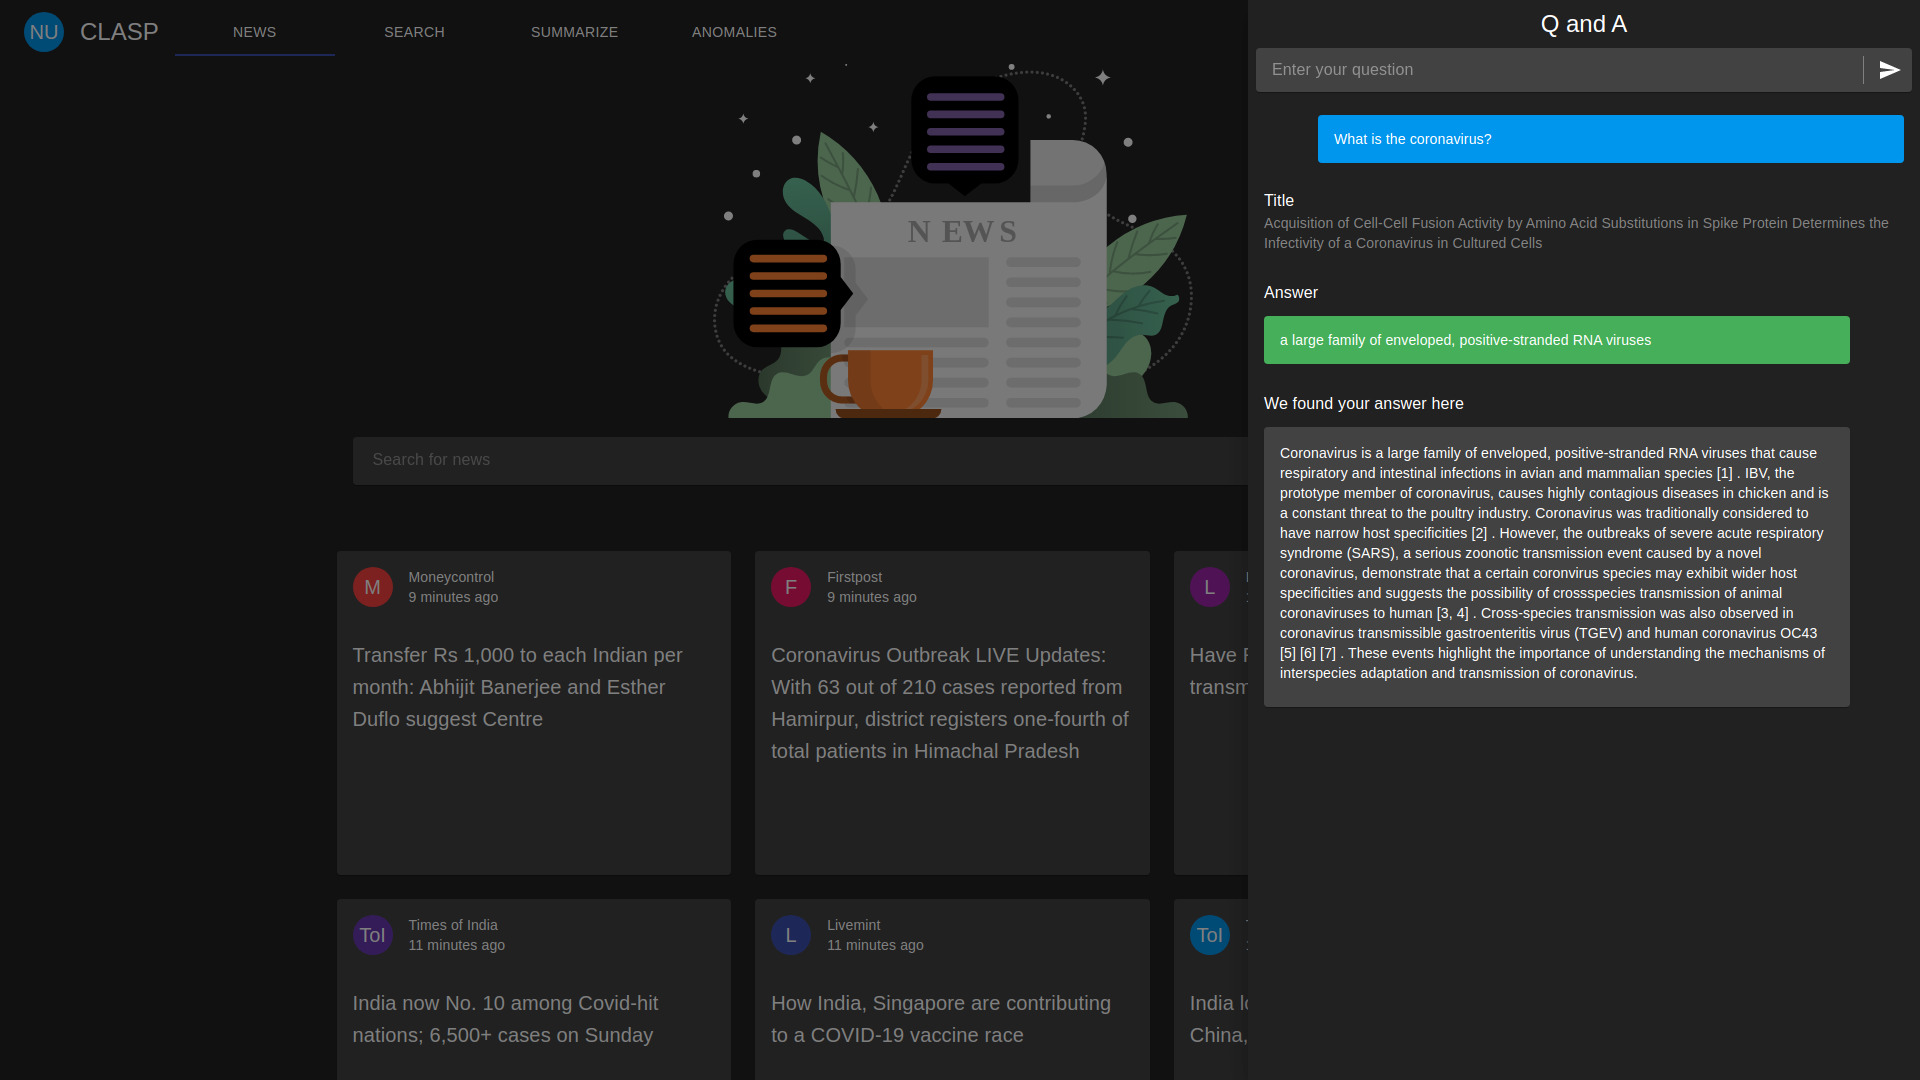 NU CLASP NEWS SEARCH SUMMARIZE ANOMALIES
N EWS
Search for news
M Moneycontrol
9 minutes ago
Transfer Rs 1,000 to each Indian per
month: Abhijit Banerjee and Esther
Duflo suggest Centre
F Firstpost
9 minutes ago
Coronavirus Outbreak LIVE Updates:
With 63 out of 210 cases reported from
Hamirpur, district registers one-fourth of
total patients in Himachal Pradesh
L
Have
transm
ToI Times of India
11 minutes ago
India now No. 10 among Covid-hit
nations; 6,500+ cases on Sunday
L Livemint
11 minutes ago
How India, Singapore are contributing
to a COVID-19 vaccine race
ToI
India
China,
Q and A
Enter your question
What is the coronavirus?
Title
Acquisition of Cell-Cell Fusion Activity by Amino Acid Substitutions in Spike Protein Determines the
Infectivity of a Coronavirus in Cultured Cells
Answer
a large family of enveloped, positive-stranded RNA viruses
We found your answer here
Coronavirus is a large family of enveloped, positive-stranded RNA viruses that cause
respiratory and intestinal infections in avian and mammalian species [1] . IBV, the
prototype member of coronavirus, causes highly contagious diseases in chicken and is
a constant threat to the poultry industry. Coronavirus was traditionally considered to
have narrow host specificities [2] . However, the outbreaks of severe acute respiratory
syndrome (SARS), a serious zoonotic transmission event caused by a novel
coronavirus, demonstrate that a certain coronvirus species may exhibit wider host
specificities and suggests the possibility of crossspecies transmission of animal
coronaviruses to human [3, 4] . Cross-species transmission was also observed in
coronavirus transmissible gastroenteritis virus (TGEV) and human coronavirus OC43
[5] [6] [7] . These events highlight the importance of understanding the mechanisms of
interspecies adaptation and transmission of coronavirus.